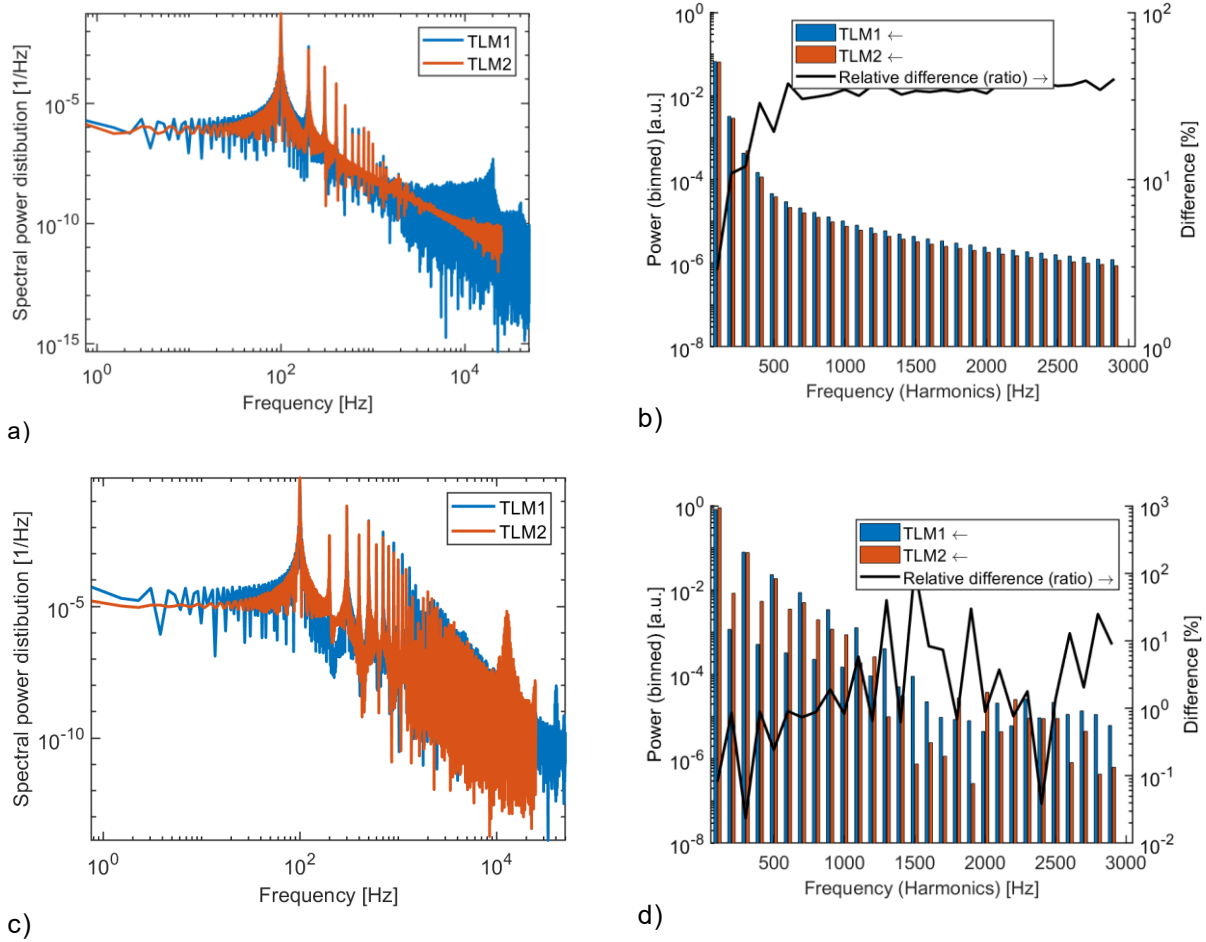 Spectral power distibution [1/Hz]
10^-5
10^-10
10^-15
TLM1
TLM2
10^0 10^2 10^4
Frequency [Hz]
a)
Power (binned) [a.u.]
10^0
10^-2
10^-4
10^-6
10^-8
TLM1 ←
TLM2 ←
Relative difference (ratio) →
10^2
10^1
10^0
Difference [%]
500 1000 1500 2000 2500 3000
Frequency (Harmonics) [Hz]
b)
Spectral power distibution [1/Hz]
10^-5
10^-10
TLM1
TLM2
10^0 10^2 10^4
Frequency [Hz]
c)
Power (binned) [a.u.]
10^0
10^-2
10^-4
10^-6
10^-8
TLM1 ←
TLM2 ←
Relative difference (ratio) →
10^3
10^2
10^1
10^0
10^-1
10^-2
Difference [%]
500 1000 1500 2000 2500 3000
Frequency (Harmonics) [Hz]
d)